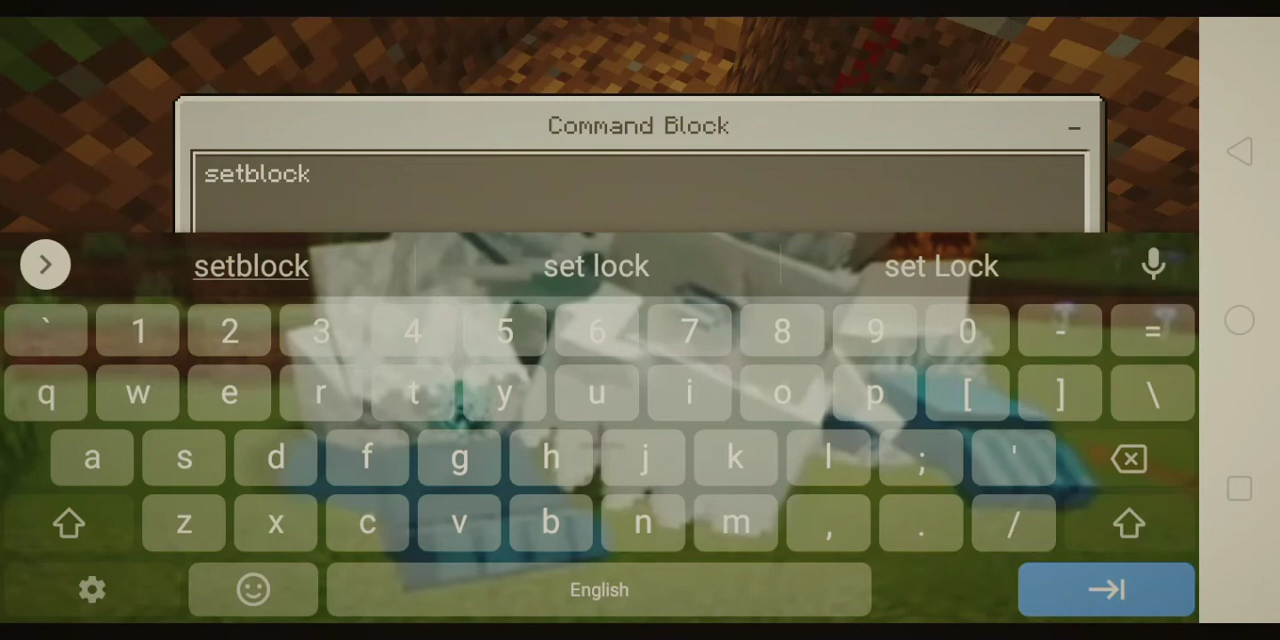 Command Block
setblock
setblock set lock set Lock
` 1 2 3 4 5 6 7 8 9 0 - =
q w e r t y u i o p [ ] \
a s d f g h j k l ; '
z x c v b n m , . /
English